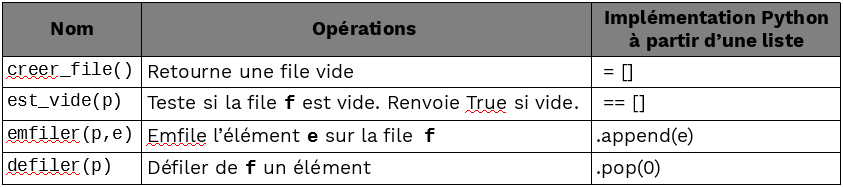 Nom Opérations Implémentation Python
à partir d’une liste
creer_file() Retourne une file vide = []
est_vide(p) Teste si la file f est vide. Renvoie True si vide. == []
emfiler(p,e) Emfile l’élément e sur la file f .append(e)
defiler(p) Défiler de f un élément .pop(0)